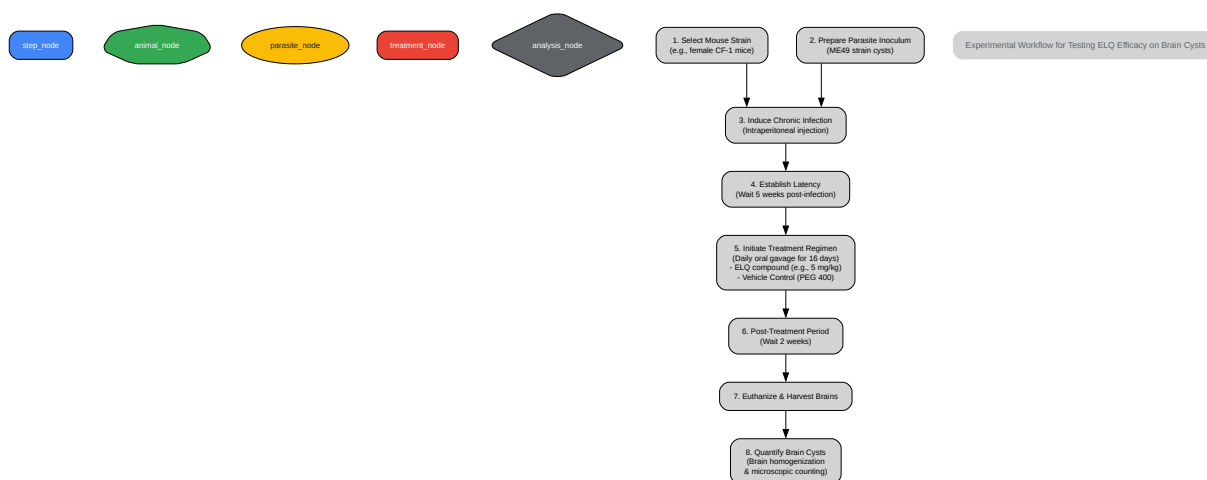 step_node
animal_node
parasite_node
treatment_node
analysis_node
1. Select Mouse Strain
(e.g., female CF-1 mice)
2. Prepare Parasite Inoculum
(ME49 strain cysts)
Experimental Workflow for Testing ELQ Efficacy on Brain Cysts
3. Induce Chronic Infection
(Intraperitoneal injection)
4. Establish Latency
(Wait 5 weeks post-infection)
5. Initiate Treatment Regimen
(Daily oral gavage for 16 days)
- ELQ compound (e.g., 5 mg/kg)
- Vehicle Control (PEG 400)
6. Post-Treatment Period
(Wait 2 weeks)
7. Euthanize & Harvest Brains
8. Quantify Brain Cysts
(Brain homogenization
& microscopic counting)